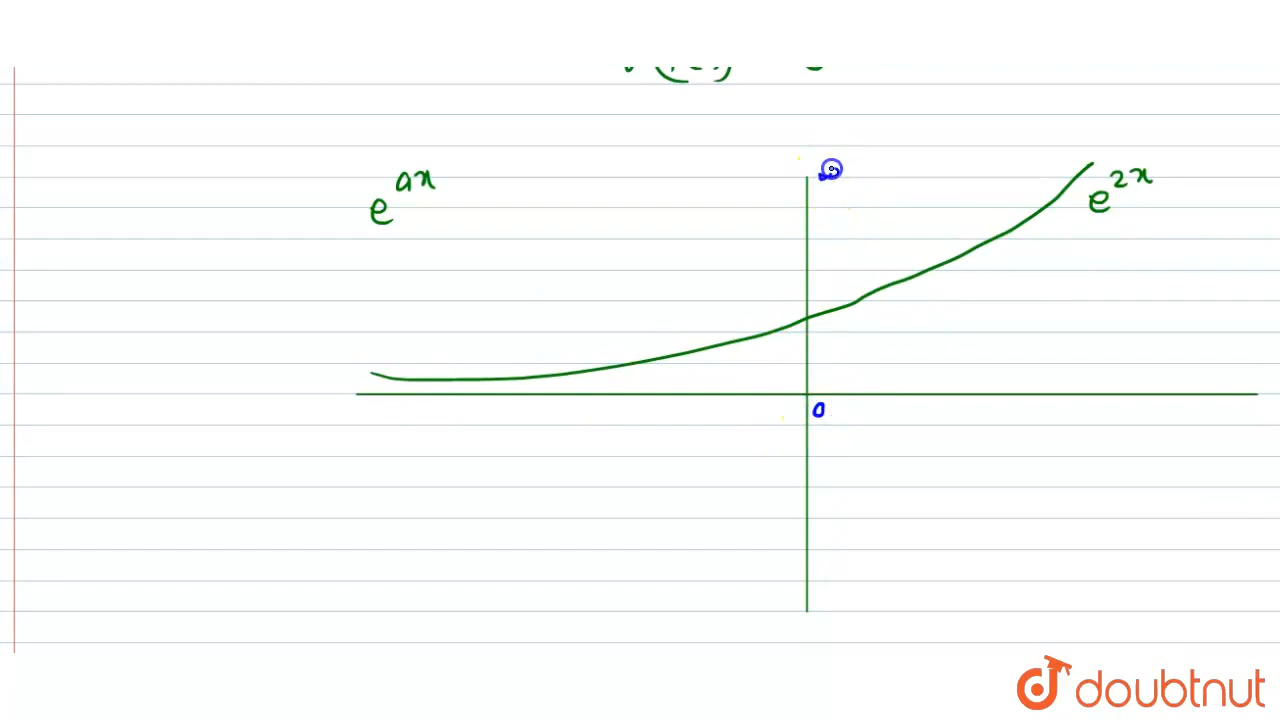 e^{ax}
∞
e^{2x}
0
doubtnut